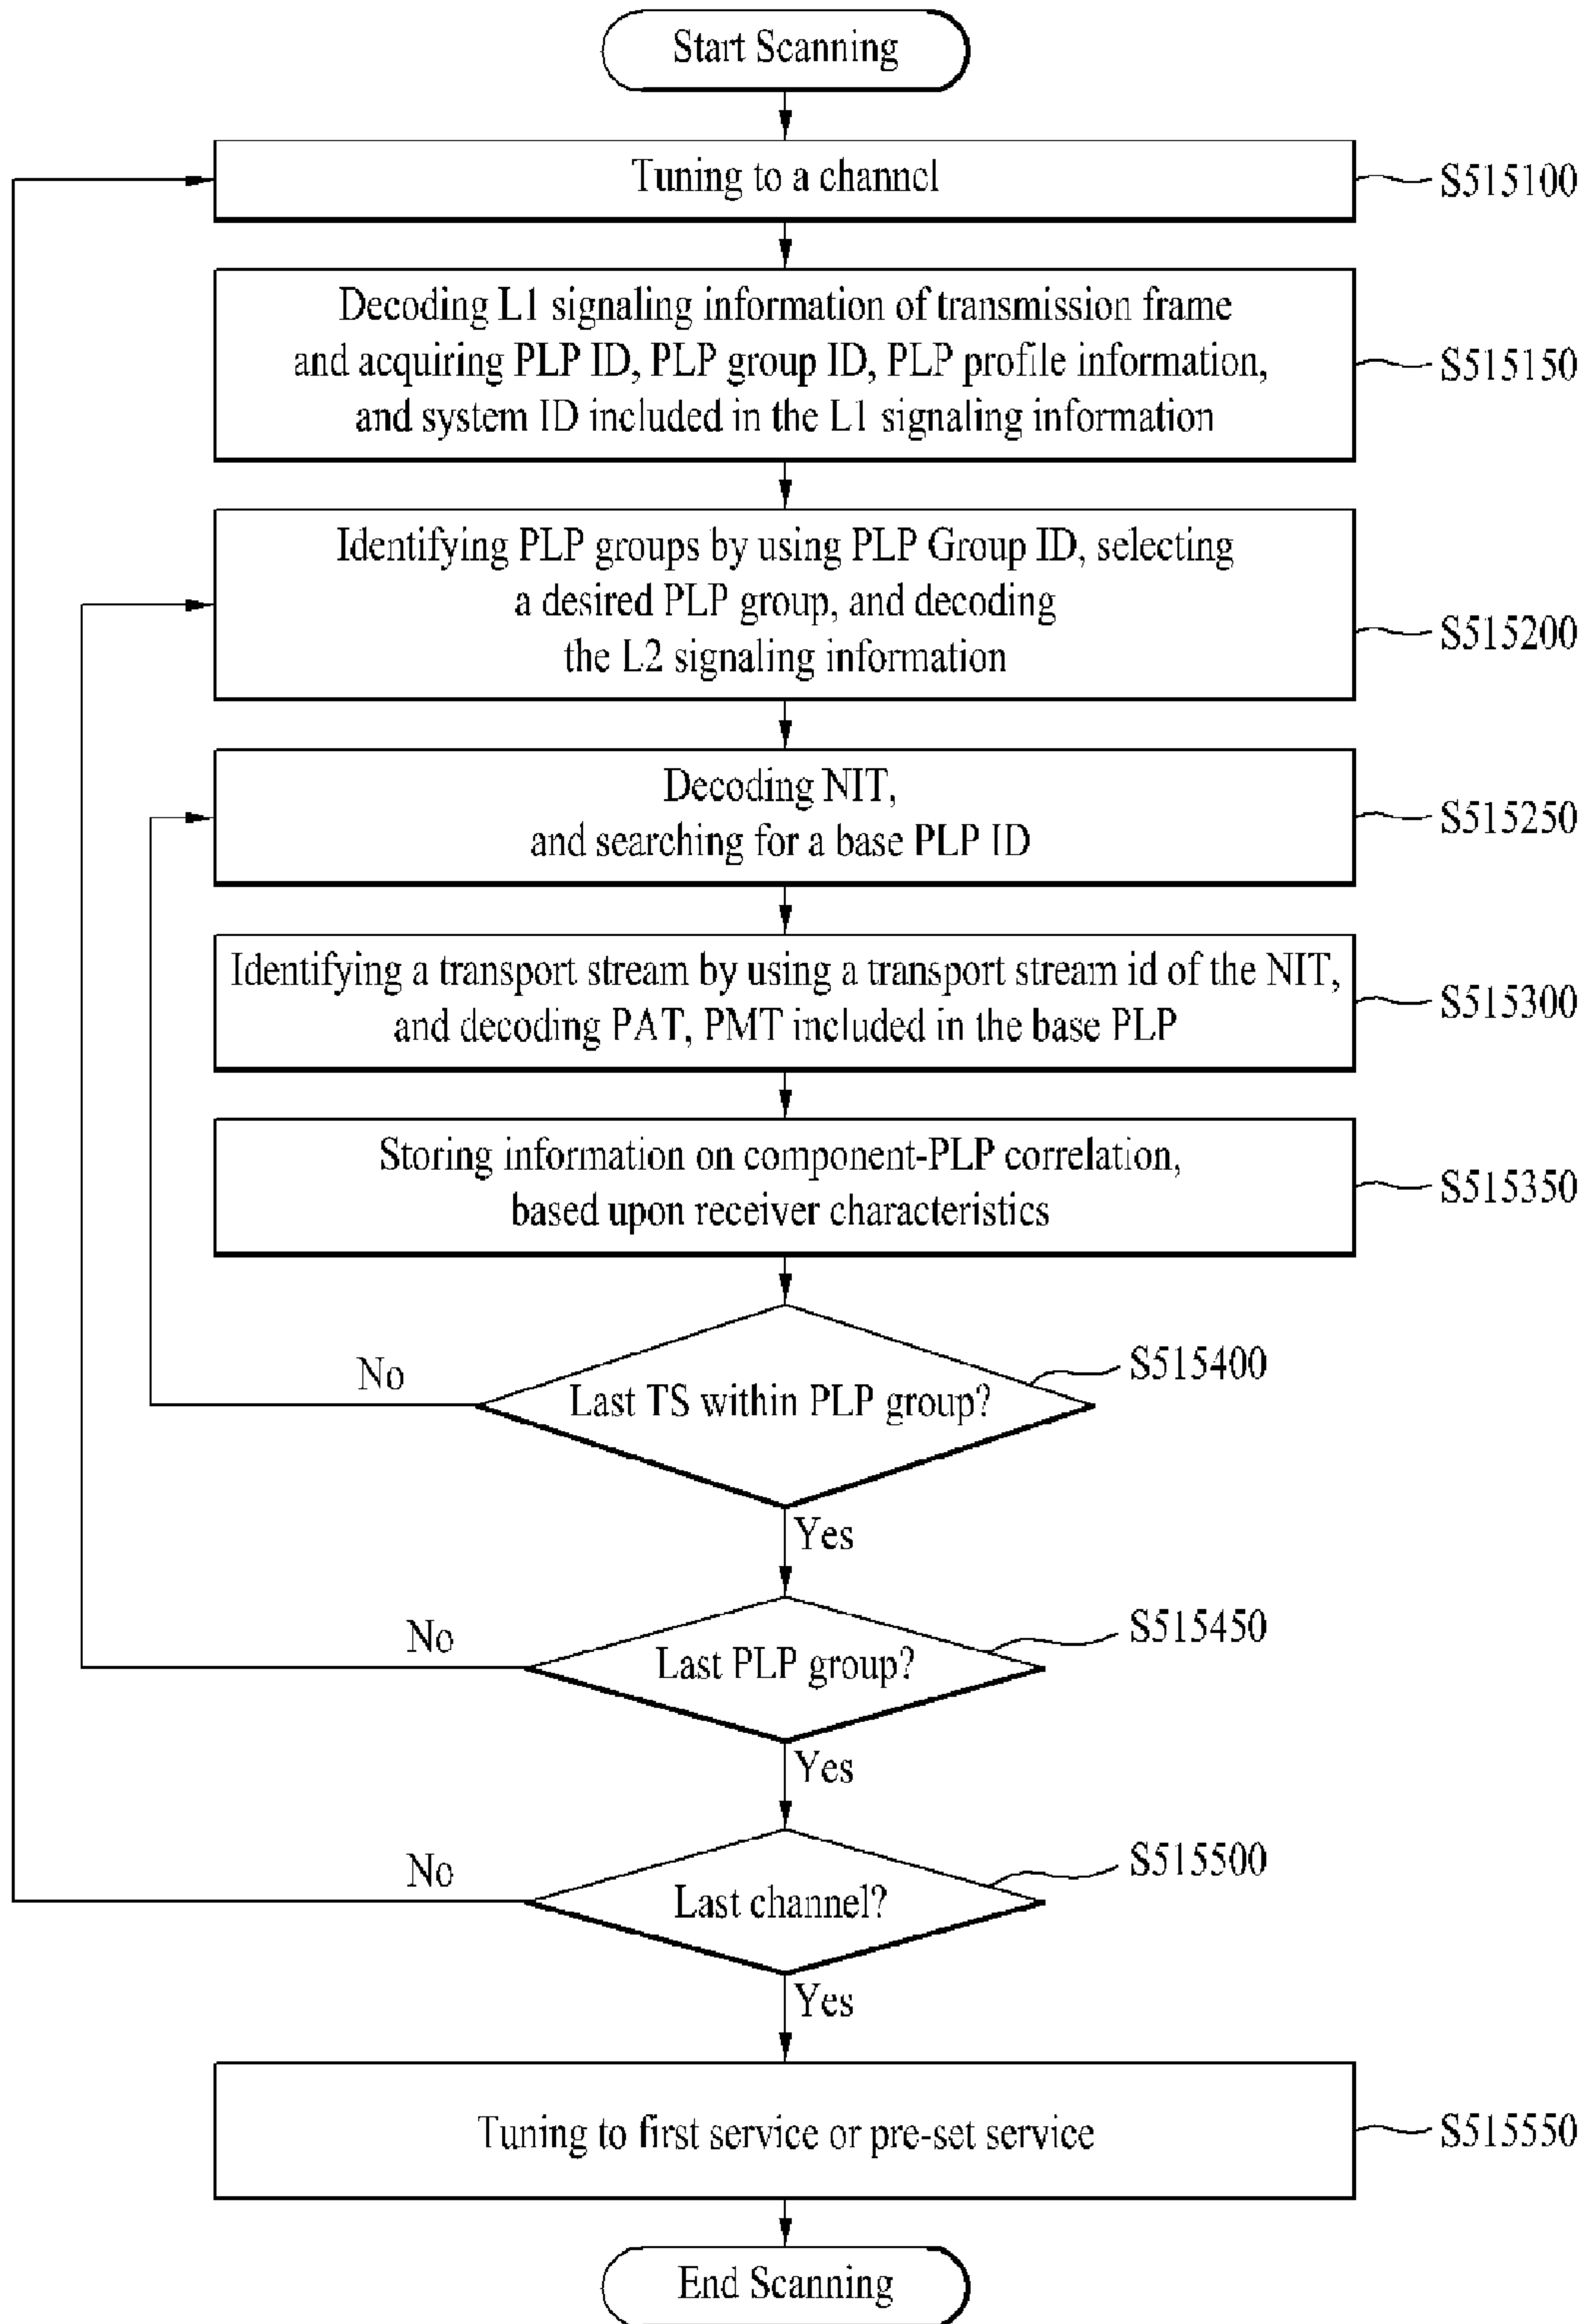 Start Scanning
Tuning to a channel
S515100
Decoding L1 signaling information of transmission frame
and acquiring PLP ID, PLP group ID, PLP profile information,
and system ID included in the L1 signaling information
S515150
Identifying PLP groups by using PLP Group ID, selecting
a desired PLP group, and decoding
the L2 signaling information
S515200
Decoding NIT,
and searching for a base PLP ID
S515250
Identifying a transport stream by using a transport stream id of the NIT,
and decoding PAT, PMT included in the base PLP
S515300
Storing information on component-PLP correlation,
based upon receiver characteristics
S515350
Last TS within PLP group?
S515400
No
Yes
Last PLP group?
S515450
No
Yes
Last channel?
S515500
No
Yes
Tuning to first service or pre-set service
S515550
End Scanning